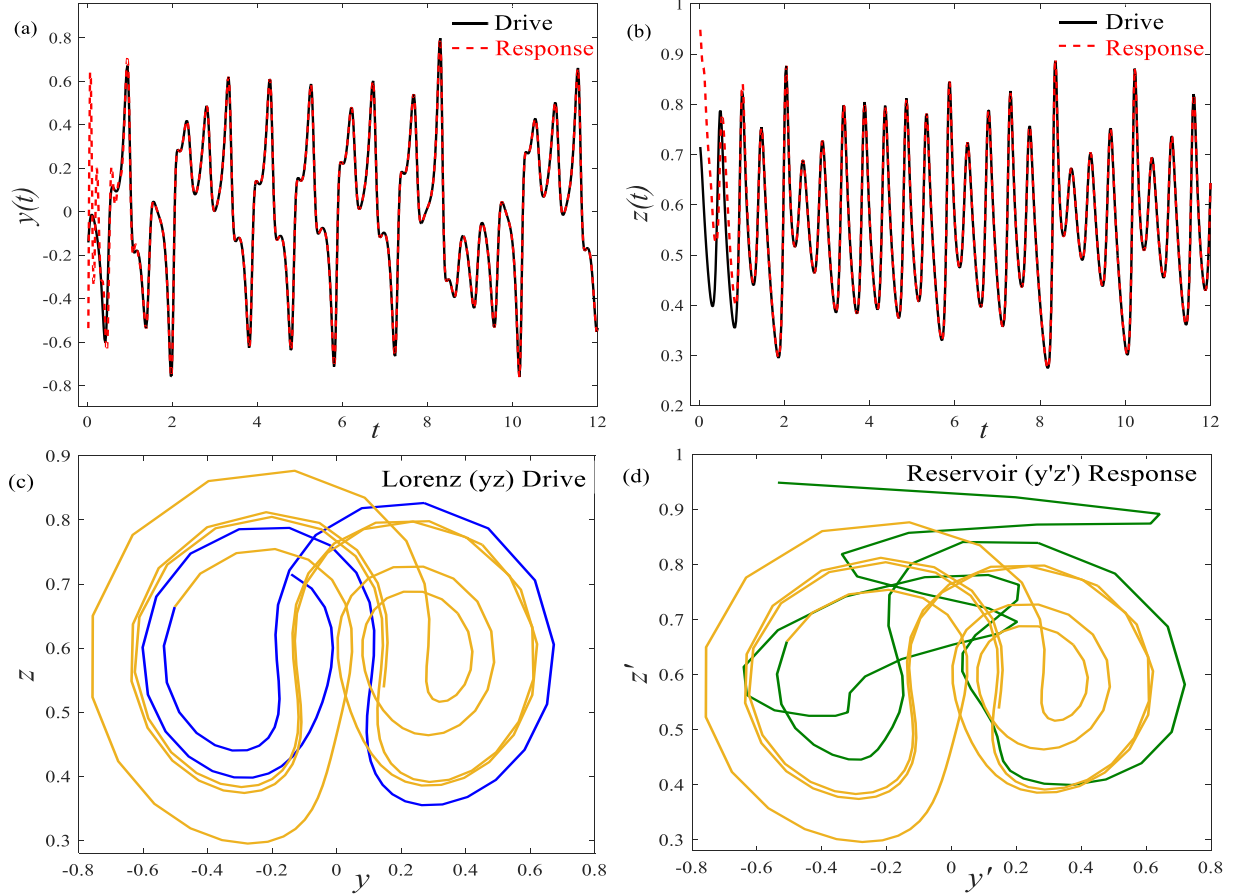 (a)
Drive
Response
0.8
0.6
0.4
0.2
0
-0.2
-0.4
-0.6
-0.8
y(t)
0 2 4 6 8 10 12
t
(b)
Drive
Response
1
0.9
0.8
0.7
0.6
0.5
0.4
0.3
0.2
z(t)
0 2 4 6 8 10 12
t
(c)
Lorenz (yz) Drive
0.9
0.8
0.7
0.6
0.5
0.4
0.3
z
-0.8 -0.6 -0.4 -0.2 0 0.2 0.4 0.6 0.8
y
(d)
Reservoir (y'z') Response
1
0.9
0.8
0.7
0.6
0.5
0.4
0.3
z'
-0.8 -0.6 -0.4 -0.2 0 0.2 0.4 0.6 0.8
y'